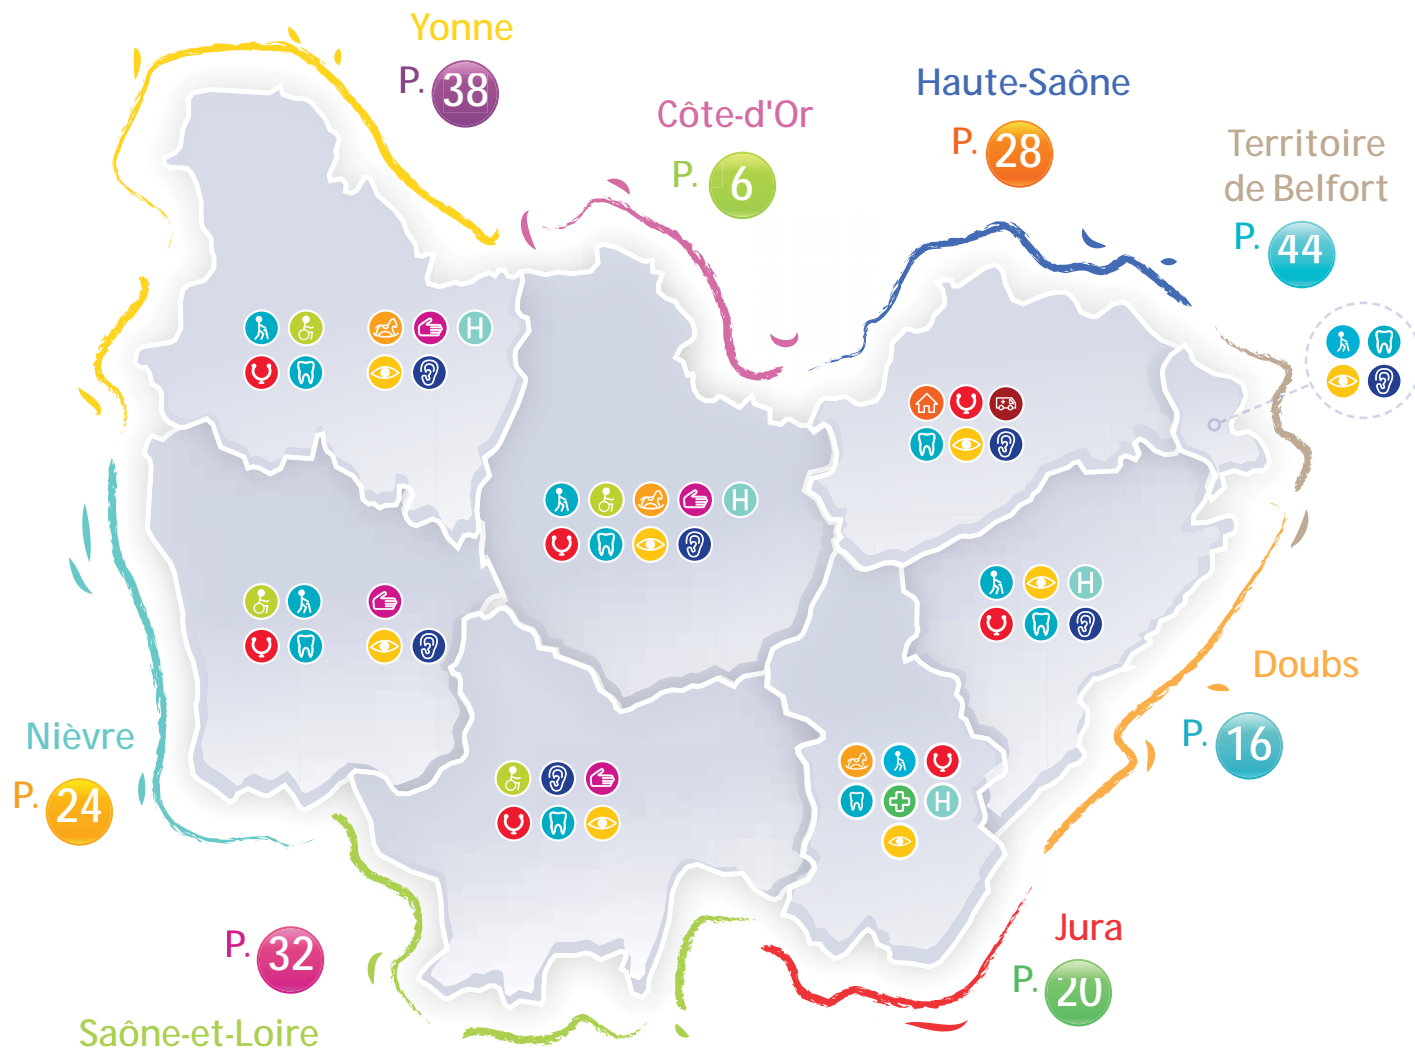 Yonne
P. 38
Côte-d'Or
P. 6
Haute-Saône
P. 28
Territoire
de Belfort
P. 44
H
H
H
Doubs
P. 16
Nièvre
P. 24
H
Jura
P. 20
P. 32
Saône-et-Loire